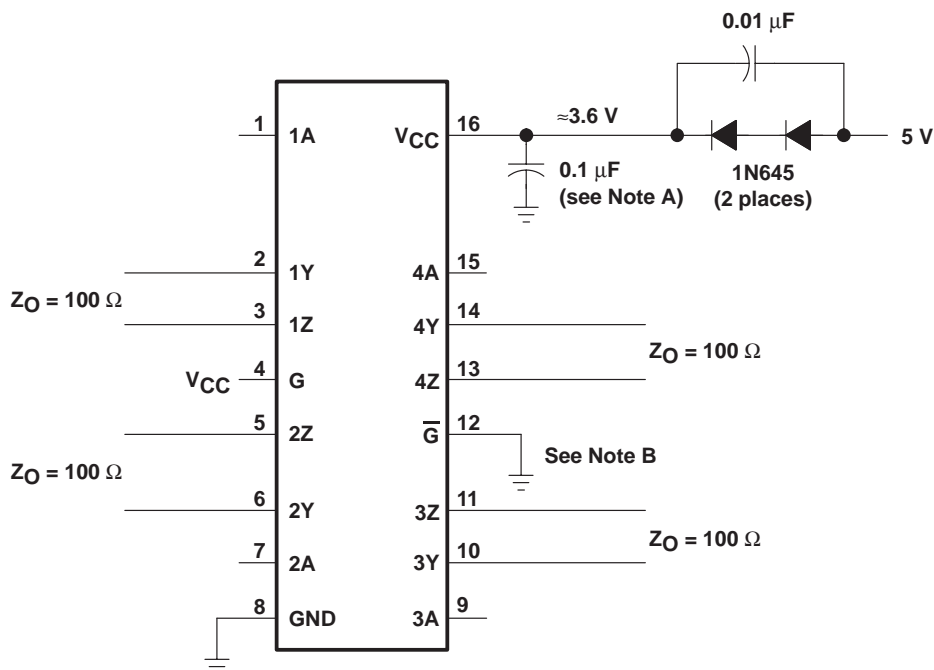 0.01 μF
1 1A
VCC 16
≈3.6 V
5 V
0.1 μF
(see Note A)
1N645
(2 places)
2 1Y
4A 15
ZO = 100 Ω
3 1Z
4Y 14
ZO = 100 Ω
VCC 4 G
4Z 13
5 2Z
G̅ 12
See Note B
ZO = 100 Ω
6 2Y
3Z 11
ZO = 100 Ω
7 2A
3Y 10
8 GND
3A 9